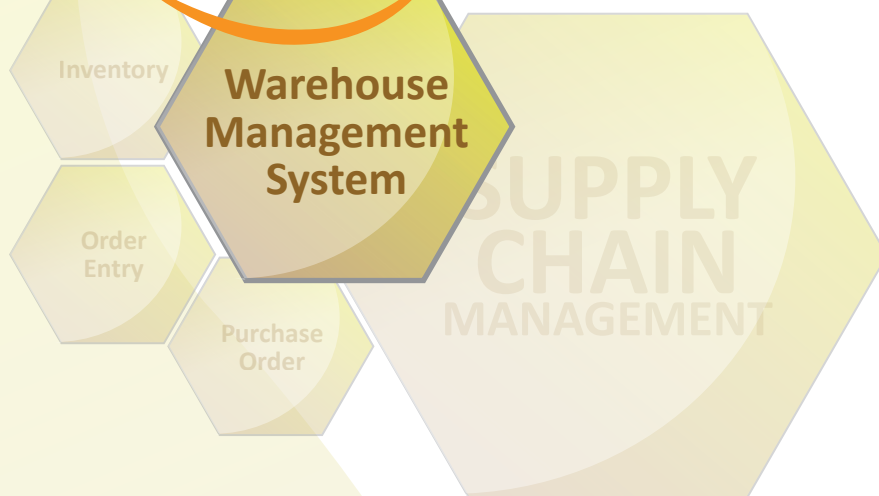 Inventory
Warehouse
Management
System
SUPPLY
CHAIN
MANAGEMENT
Order
Entry
Purchase
Order